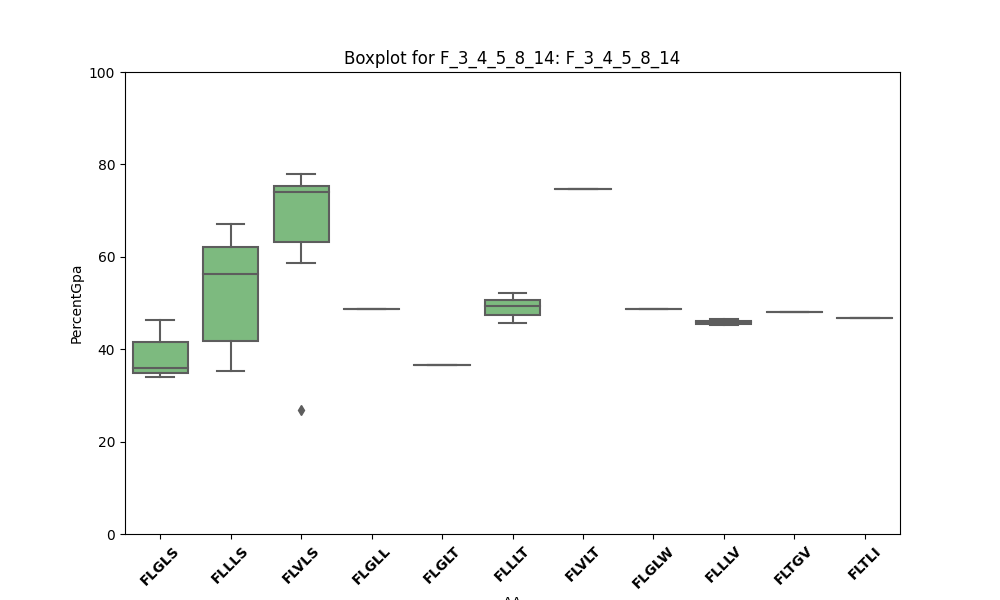 Boxplot for F_3_4_5_8_14: F_3_4_5_8_14
100
80
60
40
20
0
PercentGpa
FLGLS
FLLLS
FLVLS
FLGLL
FLGLT
FLLLT
FLVLT
FLGLW
FLLLV
FLTGV
FLTLI